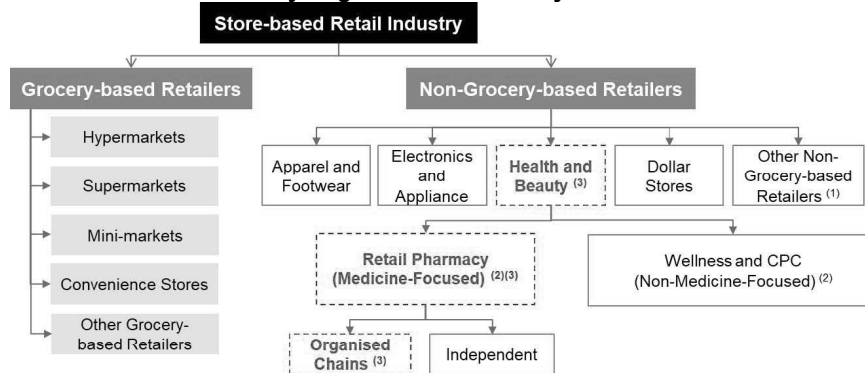 Store-based Retail Industry
Grocery-based Retailers
Hypermarkets
Supermarkets
Mini-markets
Convenience Stores
Other Grocery-
based Retailers
Non-Grocery-based Retailers
Apparel and
Footwear
Electronics
and
Appliance
Health and
Beauty (3)
Dollar
Stores
Other Non-
Grocery-based
Retailers (1)
Retail Pharmacy
(Medicine-Focused) (2)(3)
Wellness and CPC
(Non-Medicine-Focused) (2)
Organised
Chains (3)
Independent